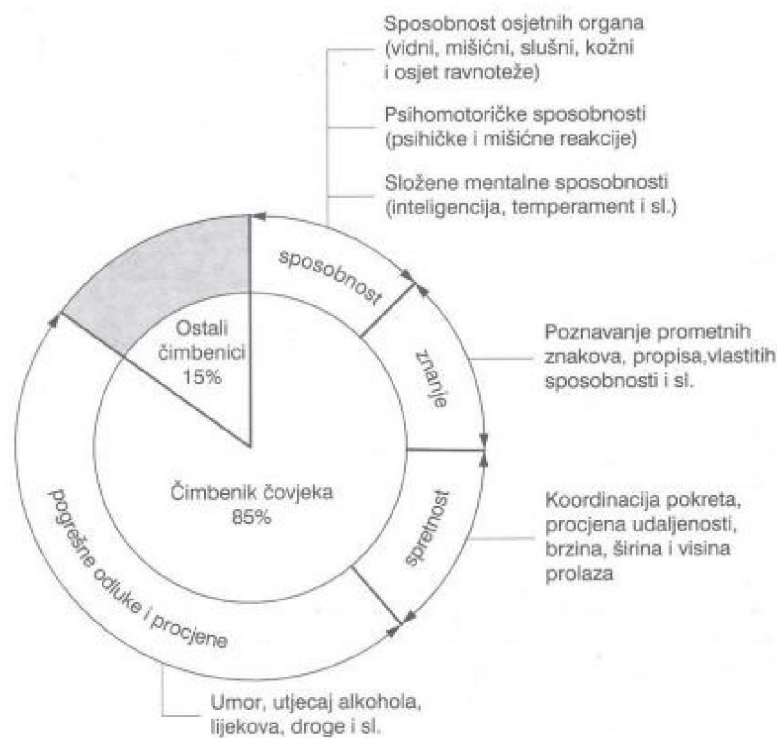 Sposobnost osjetnih organa
(vidni, mišićni, slušni, kožni
i osjet ravnoteže)
Psihomotoričke sposobnosti
(psihičke i mišićne reakcije)
Složene mentalne sposobnosti
(inteligencija, temperament i sl.)
sposobnost
Ostali
čimbenici
15%
znanje
Poznavanje prometnih
znakova, propisa,vlastitih
sposobnosti i sl.
Čimbenik čovjeka
85%
spretnost
Koordinacija pokreta,
procjena udaljenosti,
brzina, širina i visina
prolaza
pogrešne odluke i procjene
Umor, utjecaj alkohola,
lijekova, droge i sl.